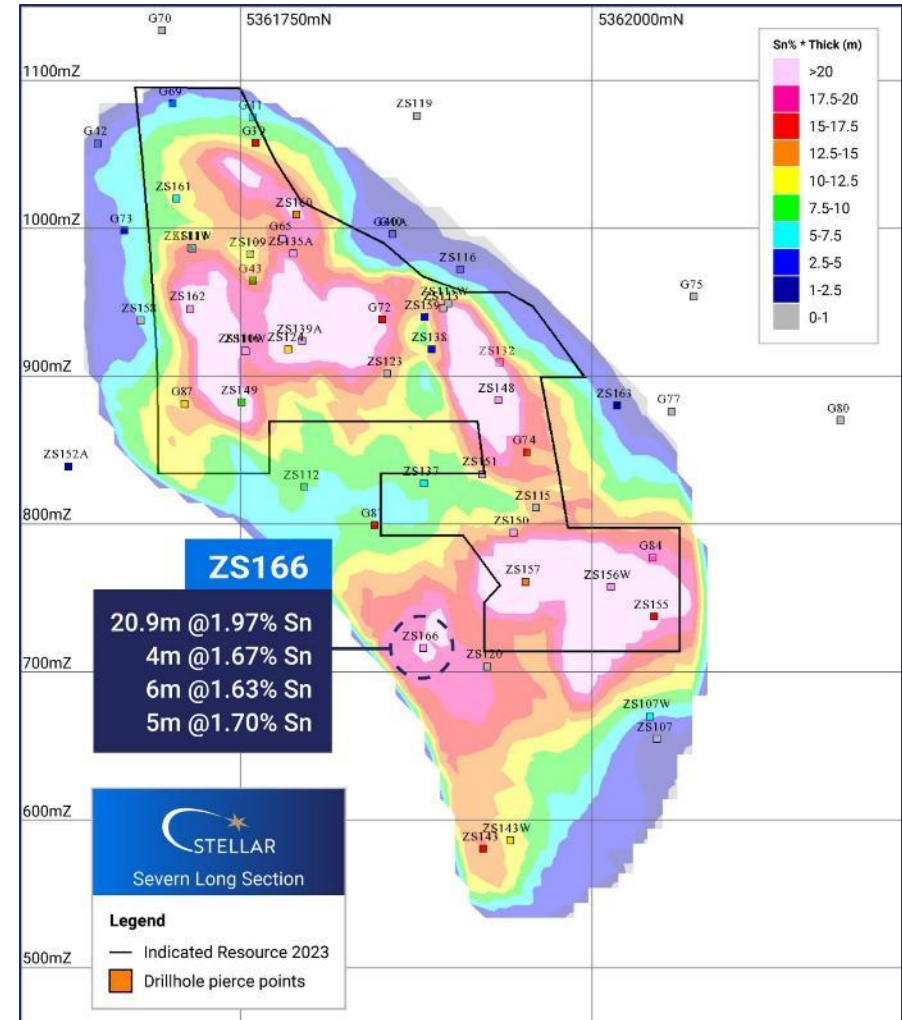 G70
5361750mN
5362000mN
Sn% * Thick (m)
>20
17.5-20
15-17.5
12.5-15
10-12.5
7.5-10
5-7.5
2.5-5
1-2.5
0-1
1100mZ
G69
G41
ZS119
G42
G39
ZS161
ZS160
1000mZ
G73
G65
G40A
ZS109
ZS135A
ZS116
G43
G75
ZS162
ZS158
G72
ZS159
ZS113W
ZS139A
ZS124
ZS138
ZS132
900mZ
ZS123
G87
ZS149
ZS148
ZS163
G77
G80
G74
ZS152A
ZS151
ZS112
ZS137
ZS115
800mZ
ZS150
G84
ZS166
ZS157
ZS156W
20.9m @1.97% Sn
4m @1.67% Sn
6m @1.63% Sn
5m @1.70% Sn
ZS155
ZS166
700mZ
ZS120
ZS107W
ZS107
600mZ
ZS143W
ZS143
STELLAR
Severn Long Section
Legend
Indicated Resource 2023
Drillhole pierce points
500mZ